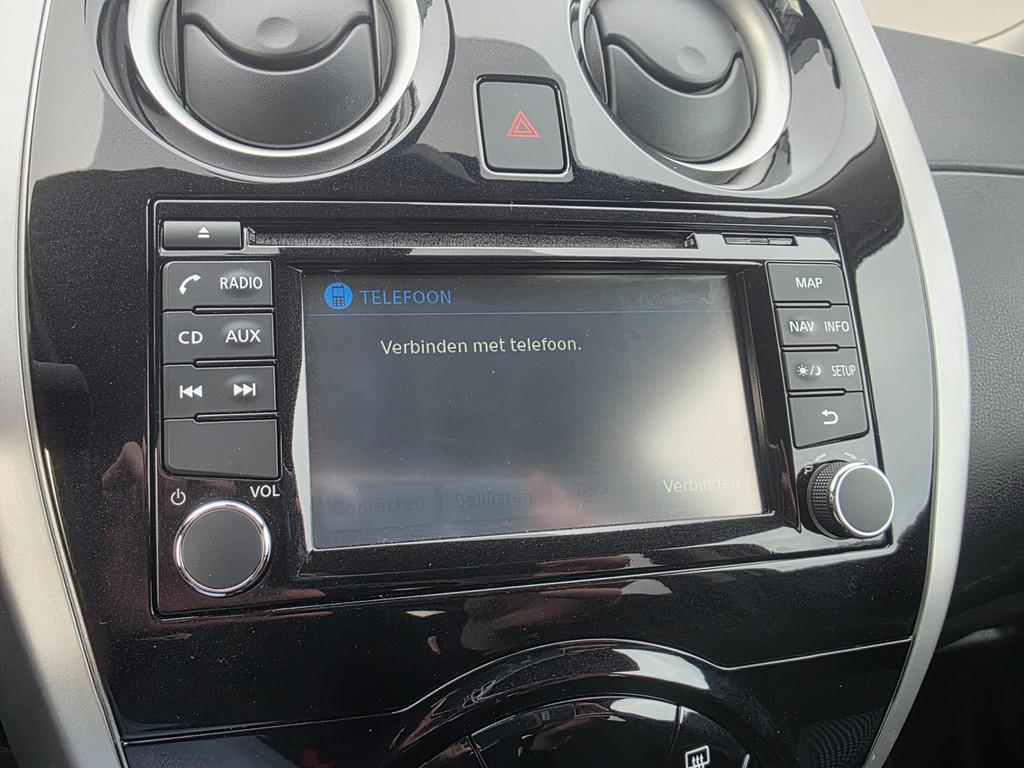 RADIO
CD AUX
VOL
TELEFOON
Verbinden met telefoon.
Contacten Bellijsten Verbinden
MAP
NAV INFO
SETUP